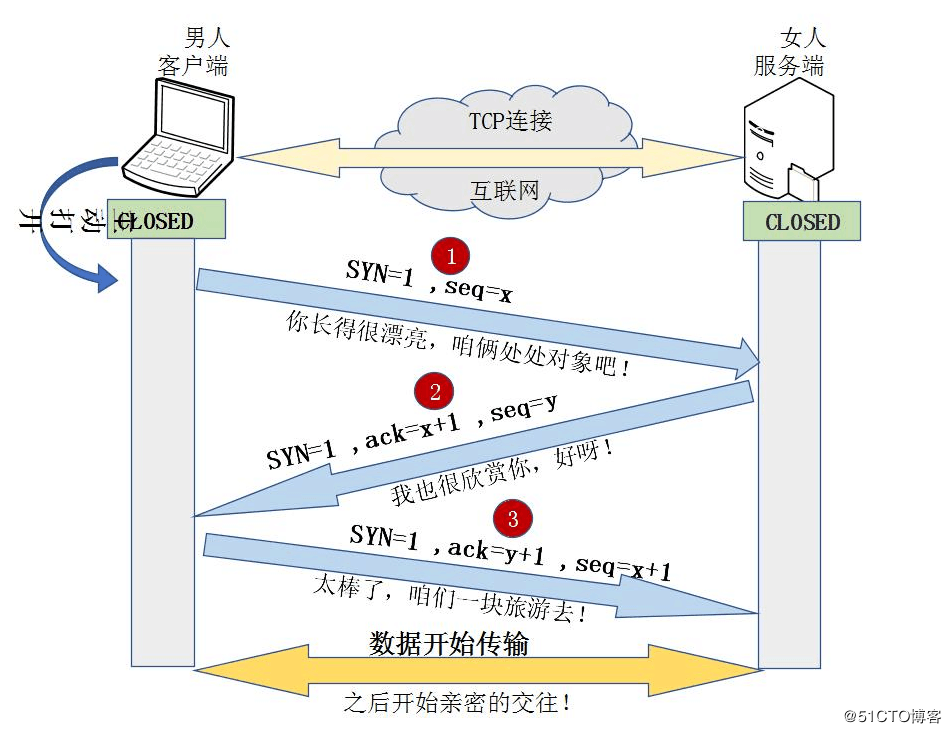 男人
客户端
女人
服务端
TCP连接
互联网
主动打开
CLOSED
CLOSED
1
SYN=1 ,seq=x
你长得很漂亮，咱俩处处对象吧！
2
SYN=1 ,ack=x+1 ,seq=y
我也很欣赏你，好呀！
3
SYN=1 ,ack=y+1 ,seq=x+1
太棒了，咱们一块旅游去！
数据开始传输
之后开始亲密的交往！
@51CTO博客